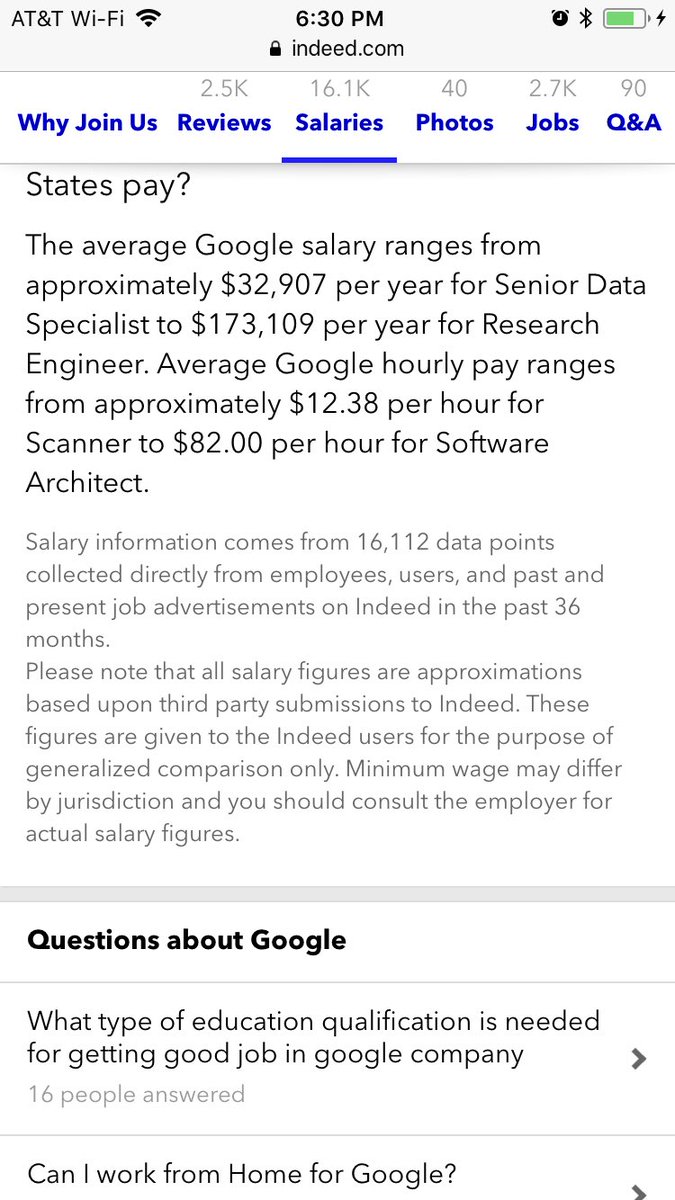 AT&T Wi-Fi 6:30 PM
indeed.com
2.5K 16.1K 40 2.7K 90
Why Join Us Reviews Salaries Photos Jobs Q&A
States pay?
The average Google salary ranges from
approximately $32,907 per year for Senior Data
Specialist to $173,109 per year for Research
Engineer. Average Google hourly pay ranges
from approximately $12.38 per hour for
Scanner to $82.00 per hour for Software
Architect.
Salary information comes from 16,112 data points
collected directly from employees, users, and past and
present job advertisements on Indeed in the past 36
months.
Please note that all salary figures are approximations
based upon third party submissions to Indeed. These
figures are given to the Indeed users for the purpose of
generalized comparison only. Minimum wage may differ
by jurisdiction and you should consult the employer for
actual salary figures.
Questions about Google
What type of education qualification is needed
for getting good job in google company
16 people answered
Can I work from Home for Google?